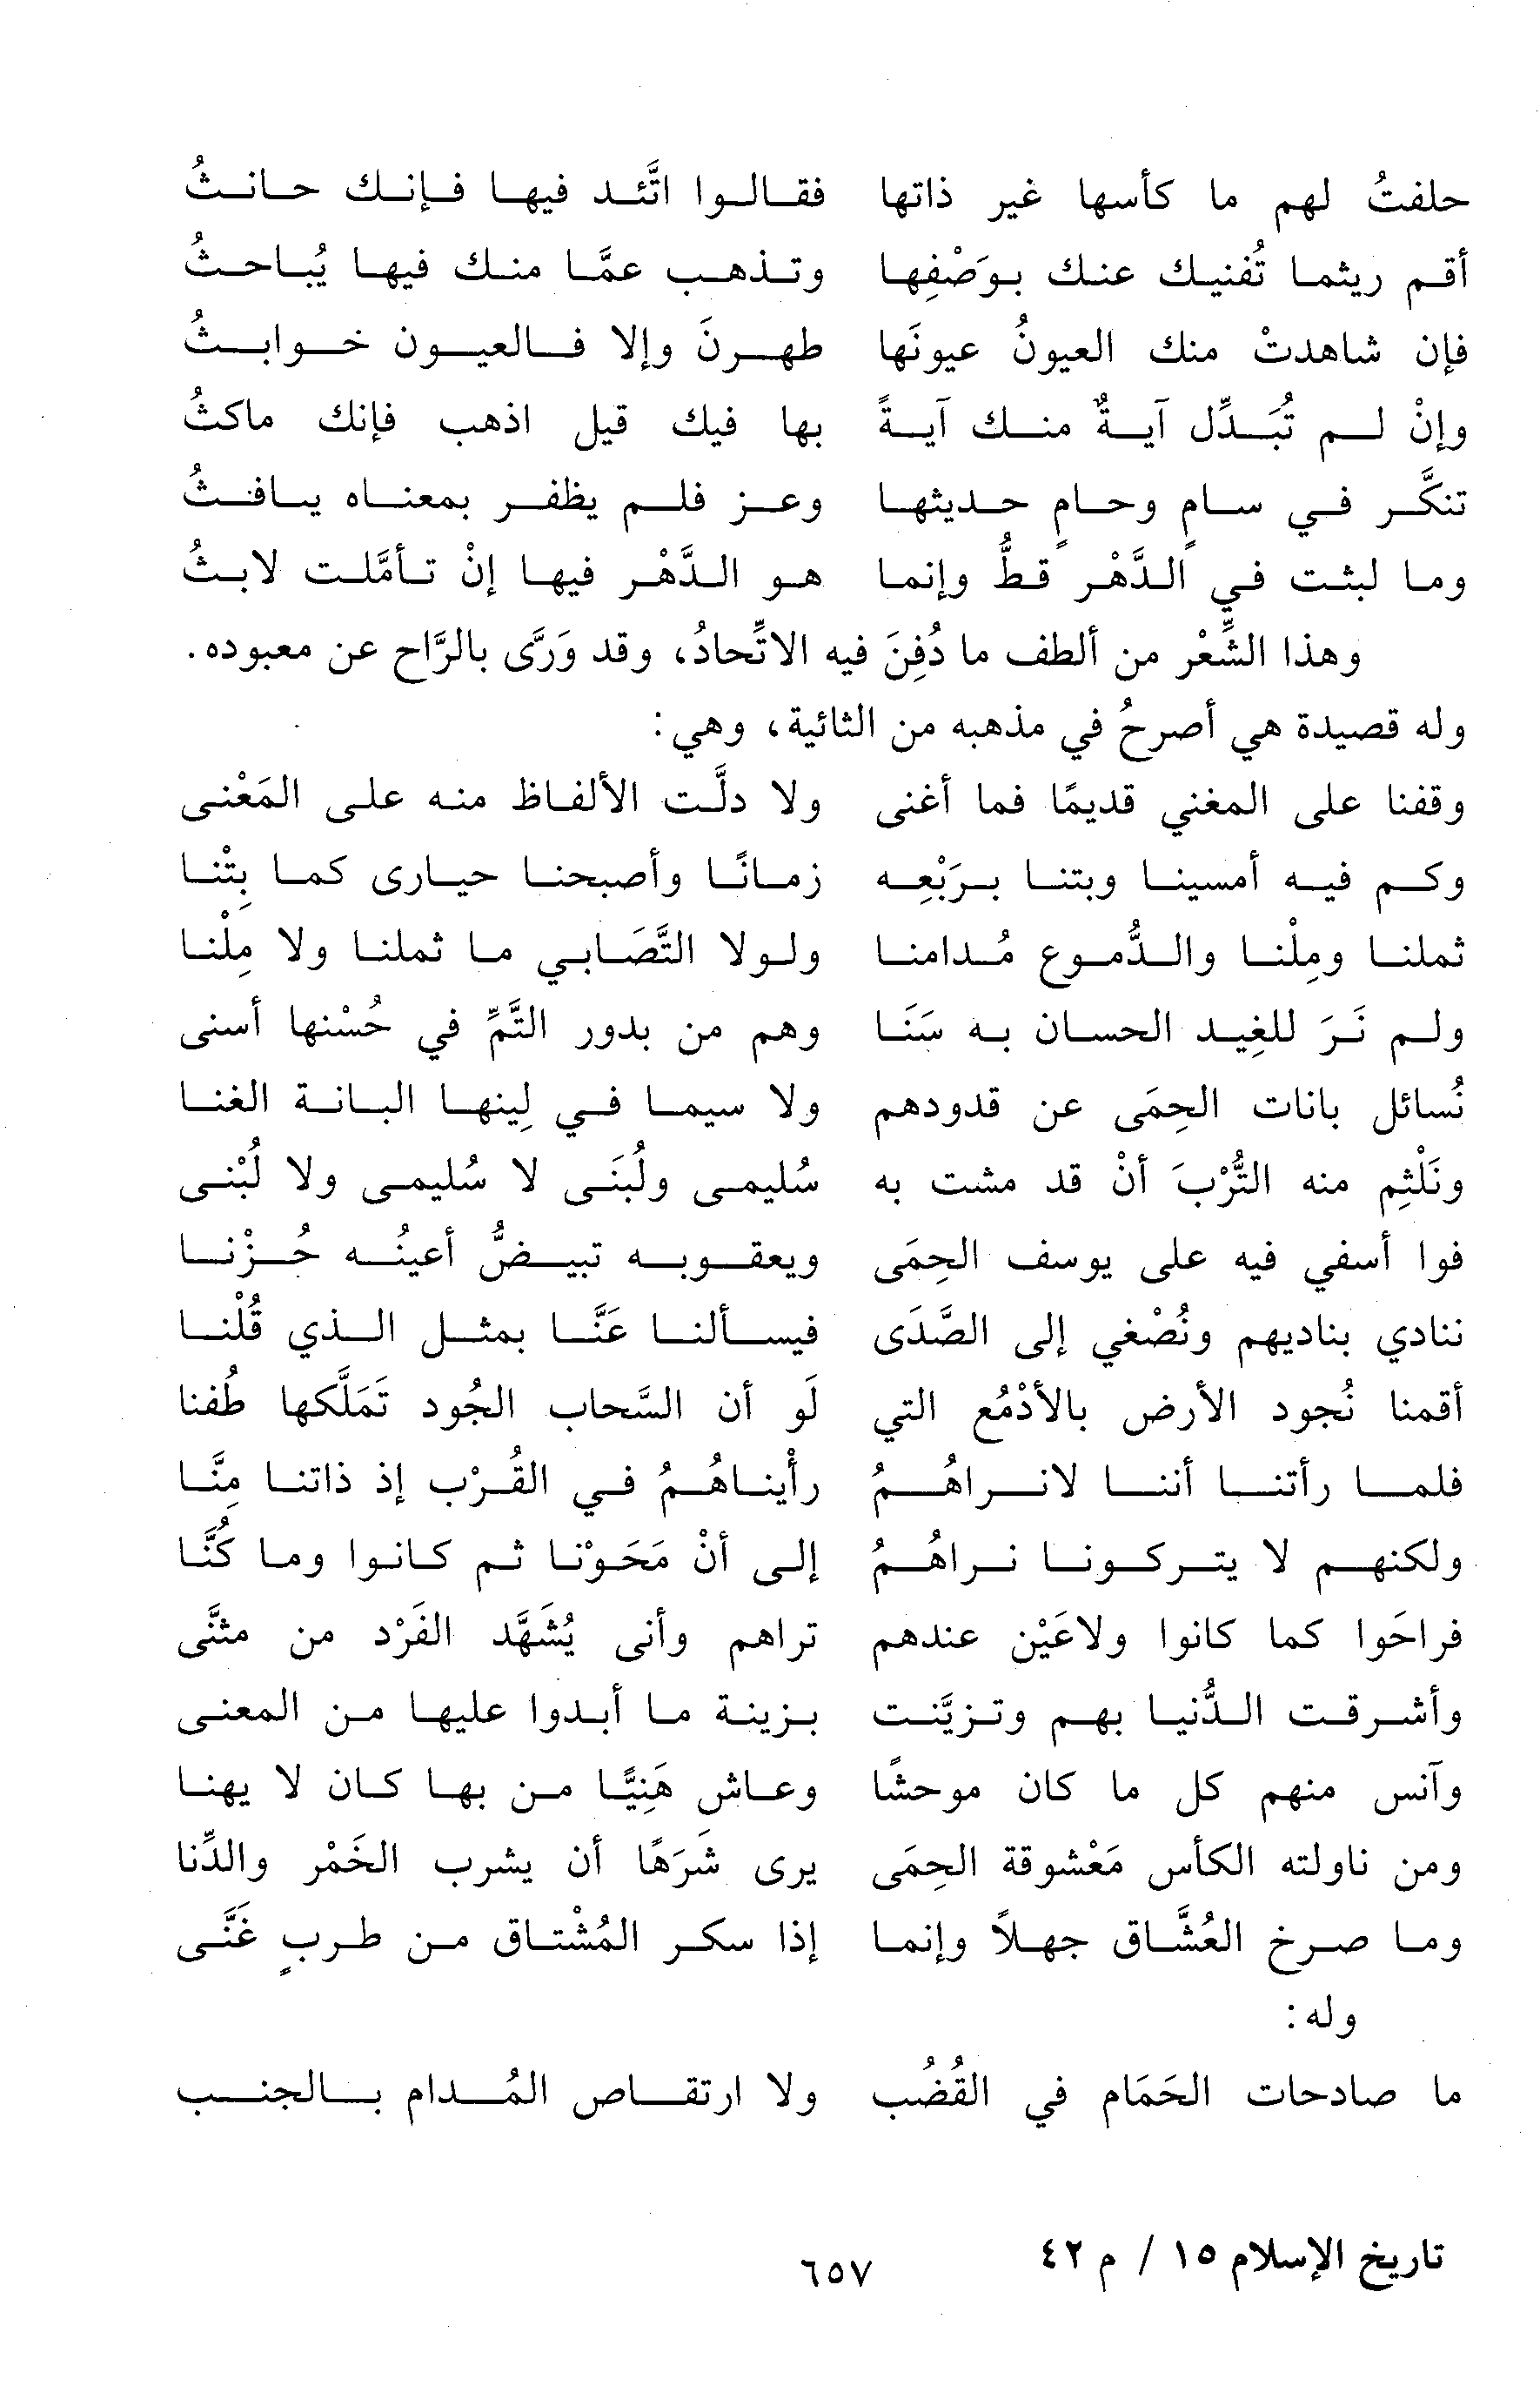 حلفتُ لهم ما كأسها غير ذاتها فقالوا اتَّئد فيها فإنك حانثُ
أقم ريثما تُفنيك عنك بوَصْفِها وتذهب عمَّا منك فيها يُباحثُ
فإن شاهدتْ منك العيونُ عيونَها طهرنَ وإلا فالعيون خوابثُ
وإنْ لم تُبَدِّل آيةٌ منك آيةً بها فيك قيل اذهب فإنك ماكثُ
تنكَّر في سامٍ وحامٍ حديثها وعز فلم يظفر بمعناه يافثُ
وما لبثت في الدَّهْر قطُّ وإنما هو الدَّهْر فيها إنْ تأمَّلت لابثُ
وهذا الشِّعْر من ألطف ما دُفِنَ فيه الاتِّحادُ، وقد وَرَّى بالرَّاح عن معبوده.
وله قصيدة هي أصرحُ في مذهبه من الثائية، وهي:
وقفنا على المغني قديمًا فما أغنى ولا دلَّت الألفاظ منه على المَعْنى
وكم فيه أمسينا وبتنا بربَْعِه زمانًا وأصبحنا حيارى كما بِتْنا
ثملنا ومِلْنا والدُّموع مُدامنا ولولا التَّصَابي ما ثملنا ولا مِلْنا
ولم نَرَ للغِيد الحسان به سَنَا وهم من بدور التَّمِّ في حُسْنها أسنى
نُسائل بانات الحِمَى عن قدودهم ولا سيما في لِينها البانة الغنا
ونَلْثِم منه التُّرْبَ أنْ قد مشت به سُليمى ولُبَنَى لا سُليمى ولا لُبْنى
فوا أسفي فيه على يوسف الحِمَى ويعقوبه تبيضُّ أعينُه حُزْنا
ننادي بناديهم ونُصْغي إلى الصَّدَى فيسألنا عَنَّا بمثل الذي قُلْنا
أقمنا نُجود الأرض بالأدْمُع التي لَو أن السَّحاب الجُود تَمَلَّكها طُفنا
فلما رأتنا أننا لانراهُمُ رأْيناهُمُ في القُرْب إذ ذاتنا مِنَّا
ولكنهم لا يتركونا نراهُمُ إلى أنْ مَحَوْنا ثم كانوا وما كُنَّا
فراحَوا كما كانوا ولاعَيْن عندهم تراهم وأنى يُشَهَّد الفَرْد من مثنَّى
وأشرقت الدُّنيا بهم وتزيَّنت بزينة ما أبدوا عليها من المعنى
وآنس منهم كل ما كان موحشًا وعاش هَنِيًّا من بها كان لا يهنا
ومن ناولته الكأس مَعْشوقة الحِمَى يرى شَرَهًا أن يشرب الخَمْر والدِّنا
وما صرخ العُشَّاق جهلاً وإنما إذا سكر المُشْتاق من طربٍ غَنَّى
وله:
ما صادحات الحَمَام في القُضُب ولا ارتقاص المُدام بالجنب
تاريخ الإسلام ١٥ / م ٤٢
٦٥٧